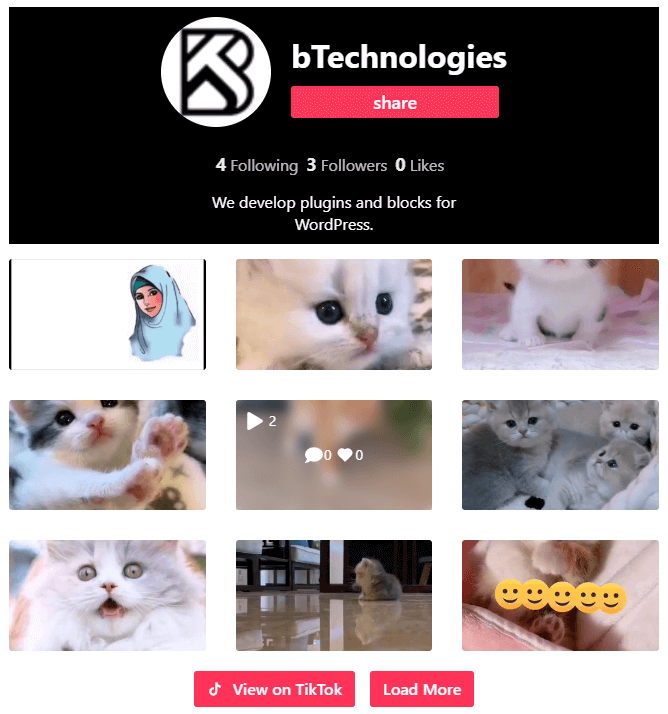 bTechnologies
share
4 Following 3 Followers 0 Likes
We develop plugins and blocks for
WordPress.
2
0 0
View on TikTok
Load More